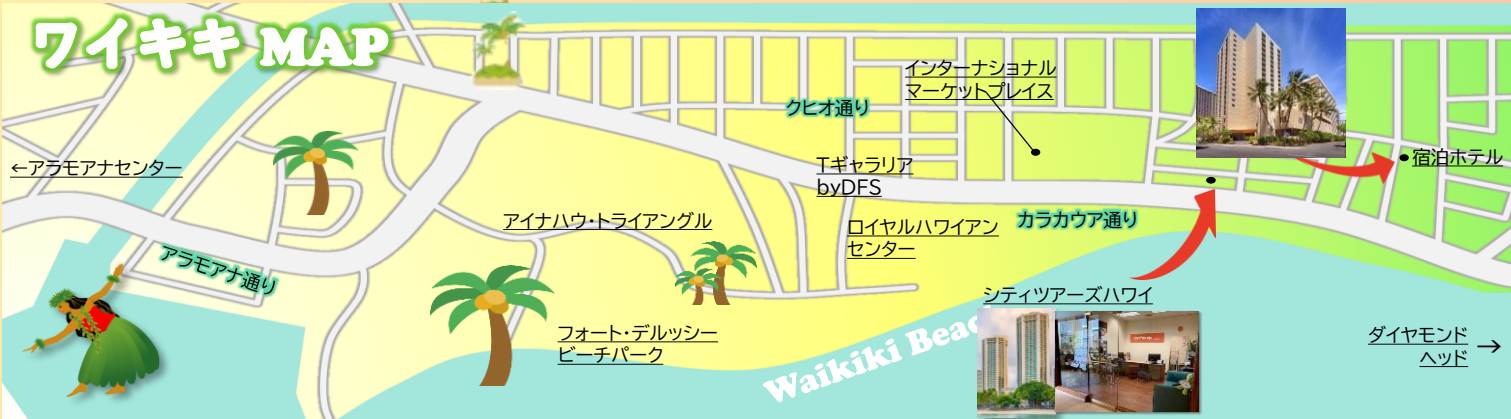 ワイキキ MAP
インターナショナル
マーケットプレイス
クヒオ通り
←アラモアナセンター
Tギャラリア
byDFS
宿泊ホテル
アイナハウ・トライアングル
ロイヤルハワイアン
センター
カラカウア通り
アラモアナ通り
シティツアーズハワイ
フォート・デルッシー
ビーチパーク
Waikiki Beac
ダイヤモンド →
ヘッド